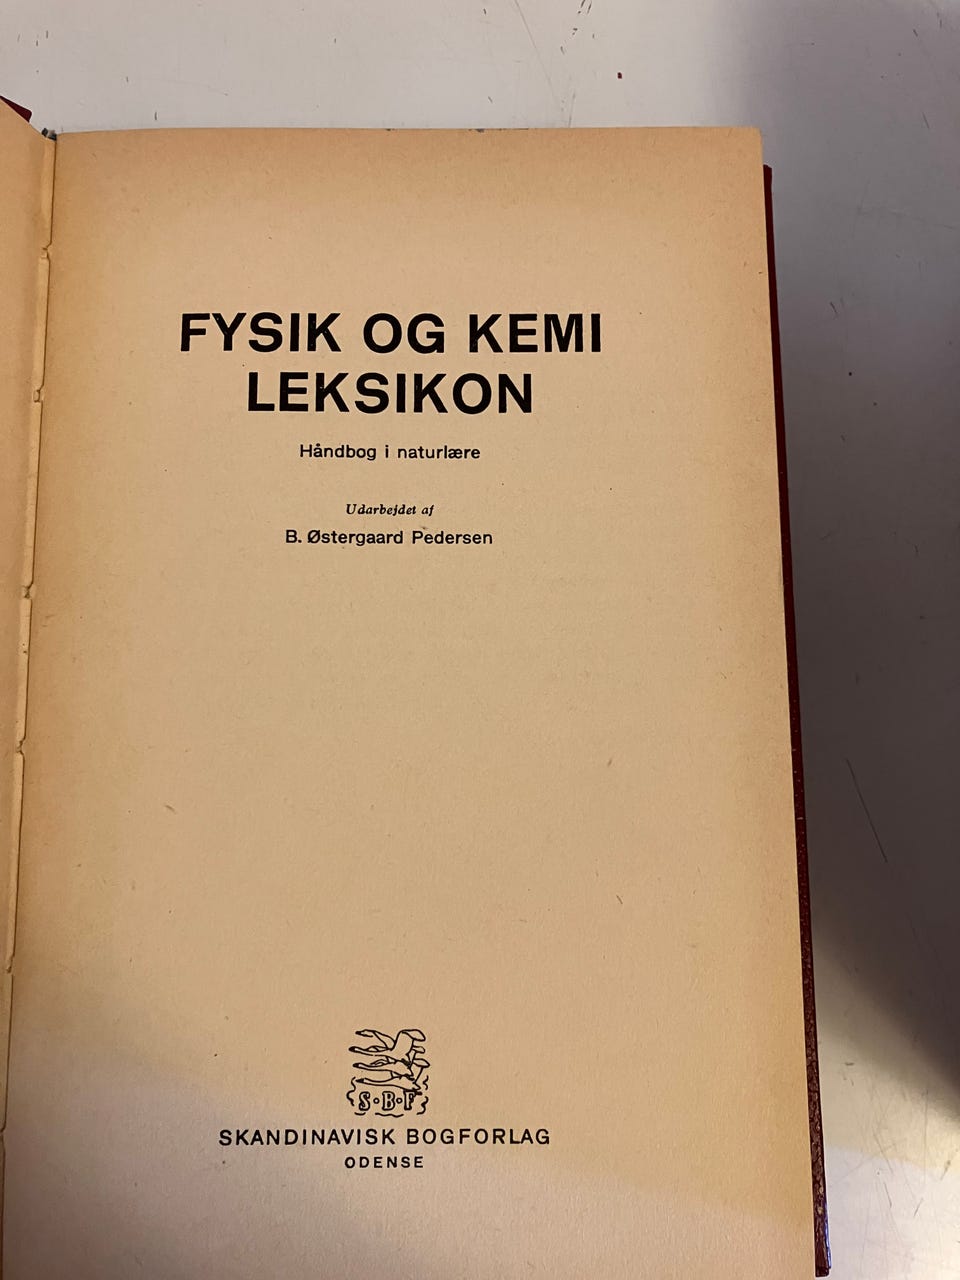 FYSIK OG KEMI
LEKSIKON
Håndbog i naturlære
Udarbejdet af
B. Østergaard Pedersen
S·B·F
SKANDINAVISK BOGFORLAG
ODENSE